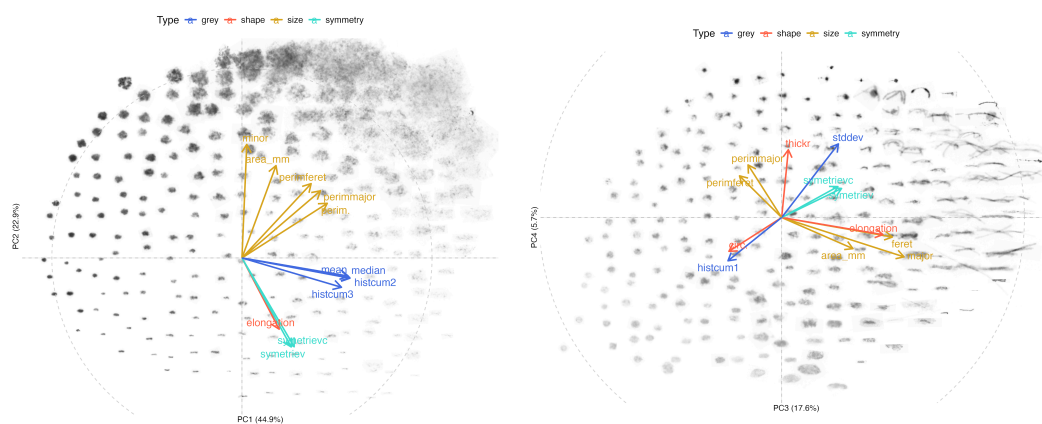 Type grey shape size symmetry
minor
area_mm
perimferet
perimmajor
perim
mean median
histcum2
histcum3
elongation
symetrievc
symetriev
PC2 (22.9%)
PC1 (44.9%)
Type grey shape size symmetry
thickr
stddev
perimmajor
perimferet
symetrievc
symetriev
elongation
feret
area_mm
major
histcum1
PC4 (5.7%)
PC3 (17.6%)